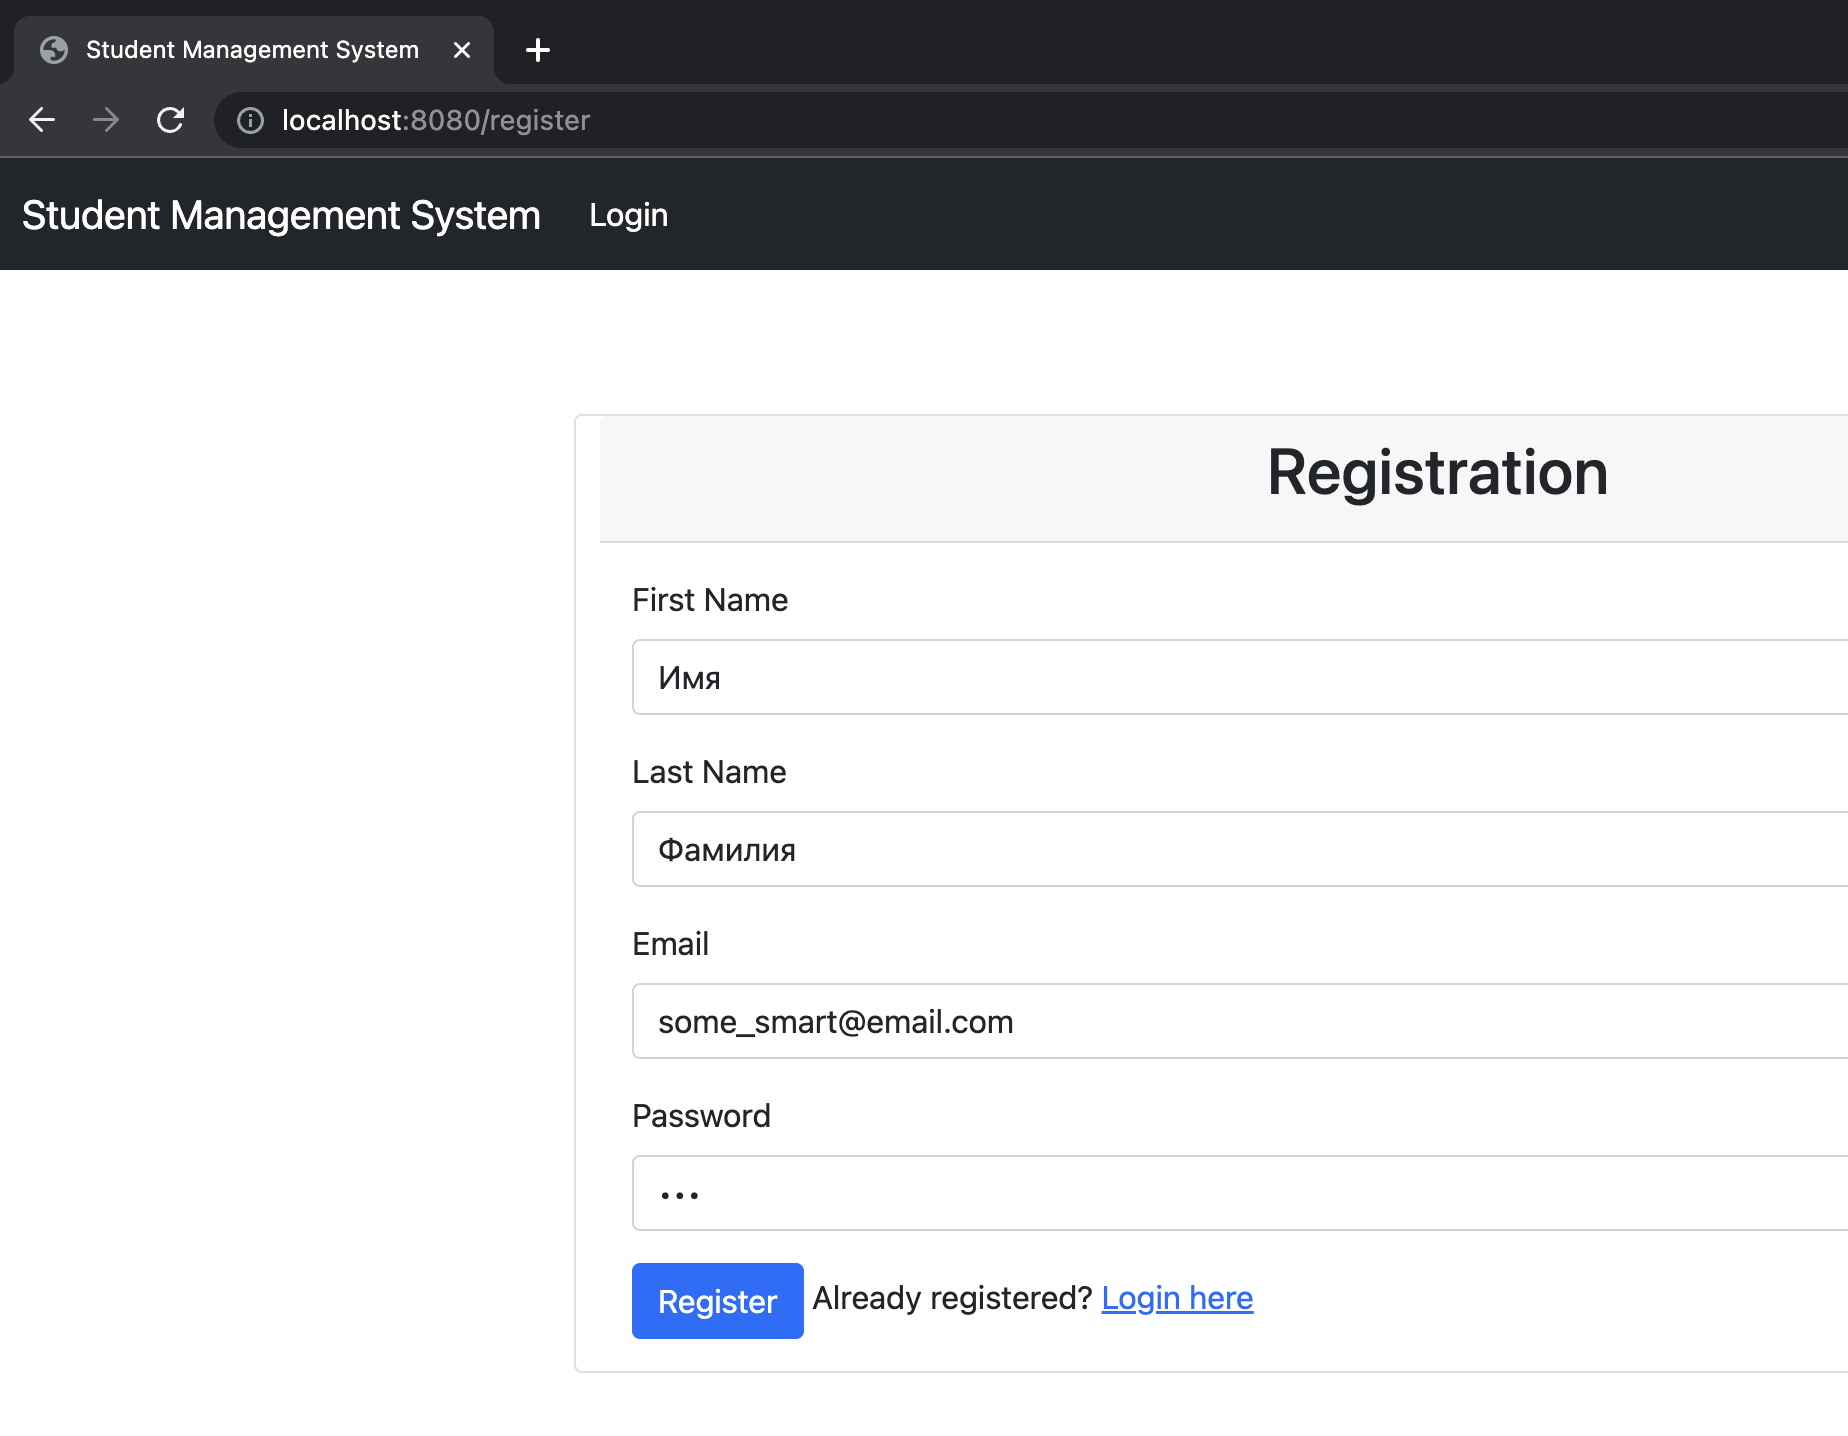 Student Management System
localhost:8080/register
Student Management System Login
Registration
First Name
Имя
Last Name
Фамилия
Email
some_smart@email.com
Password
•••
Register Already registered? Login here